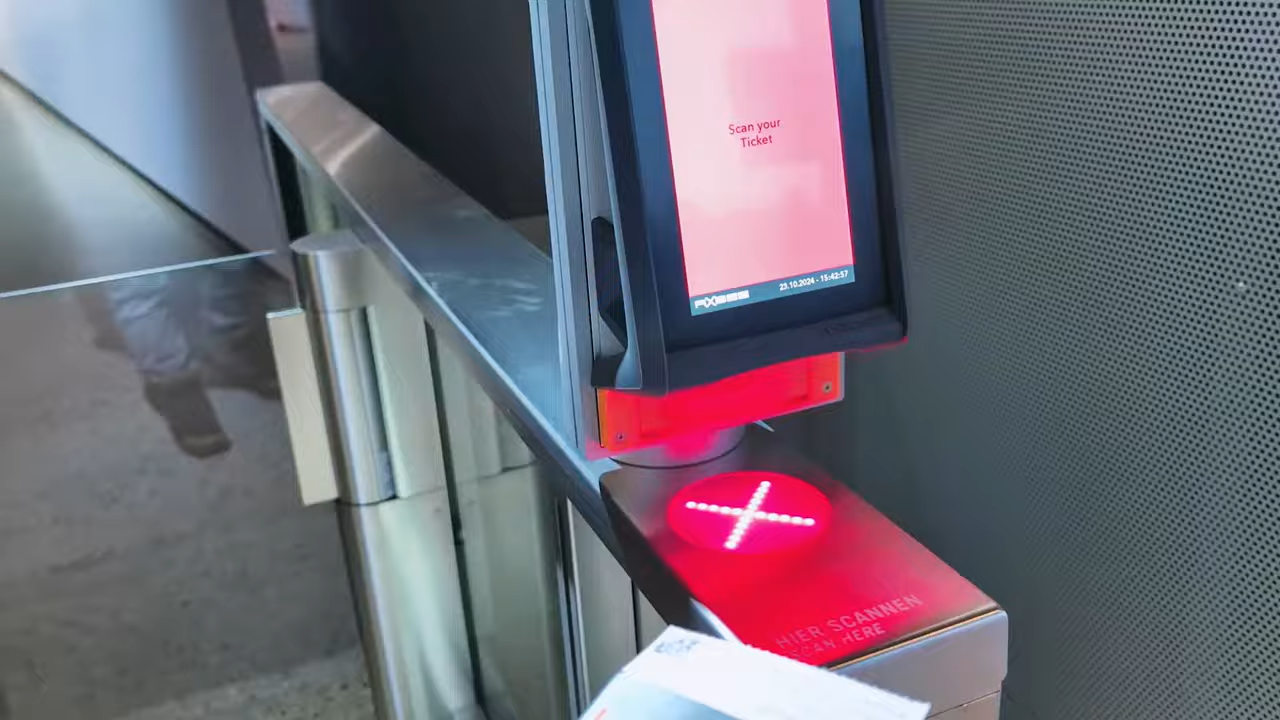 Scan your
Ticket
23.10.2024 - 15:42:57
HIER SCANNEN
SCAN HERE